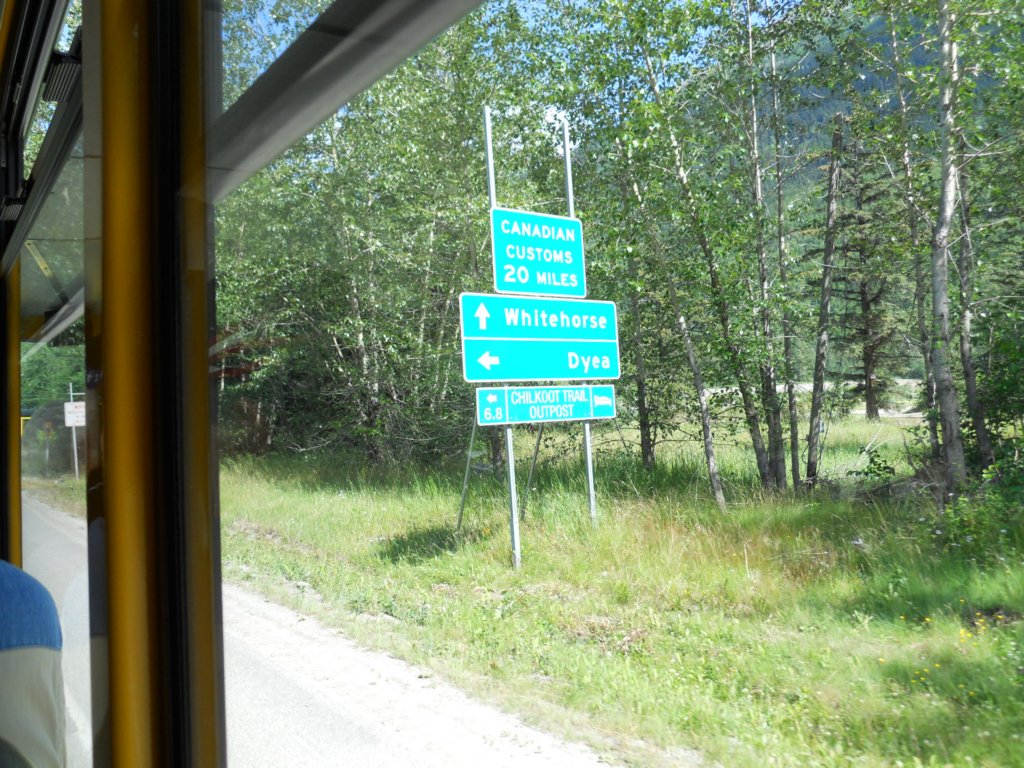 CANADIAN
CUSTOMS
20 MILES
Whitehorse
Dyea
CHILKOOT TRAIL
6.8 OUTPOST